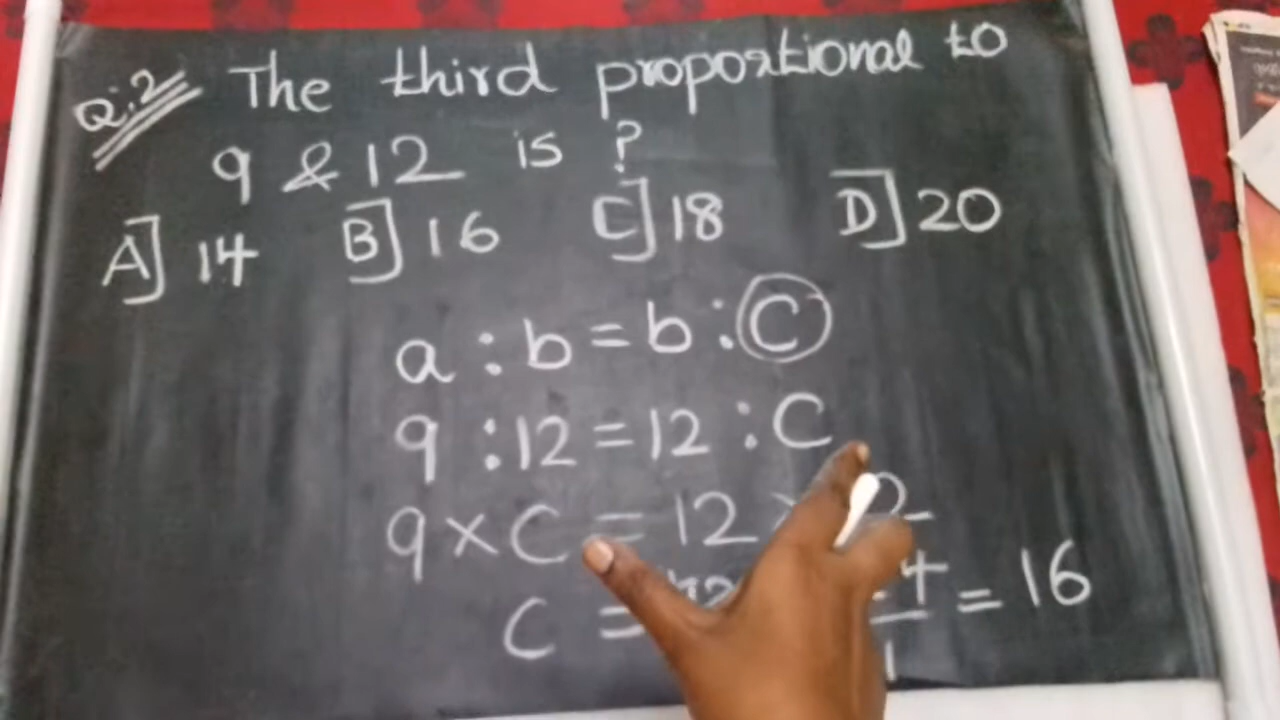 Q:2 The third proportional to
9 & 12 is ?
A] 14 B] 16 C] 18 D] 20
a : b = b : C
9 : 12 = 12 : C
9 × C = 12
C = = 16